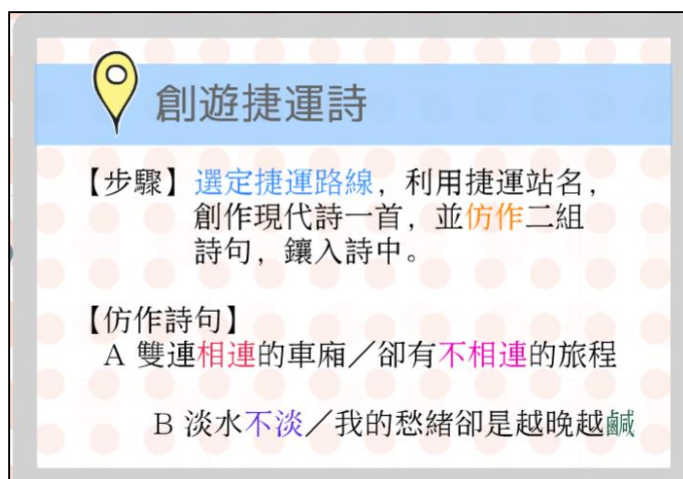 創遊捷運詩
【步驟】選定捷運路線，利用捷運站名，
創作現代詩一首，並仿作二組
詩句，鑲入詩中。
【仿作詩句】
A 雙連相連的車廂／卻有不相連的旅程
B 淡水不淡／我的愁緒卻是越晚越鹹